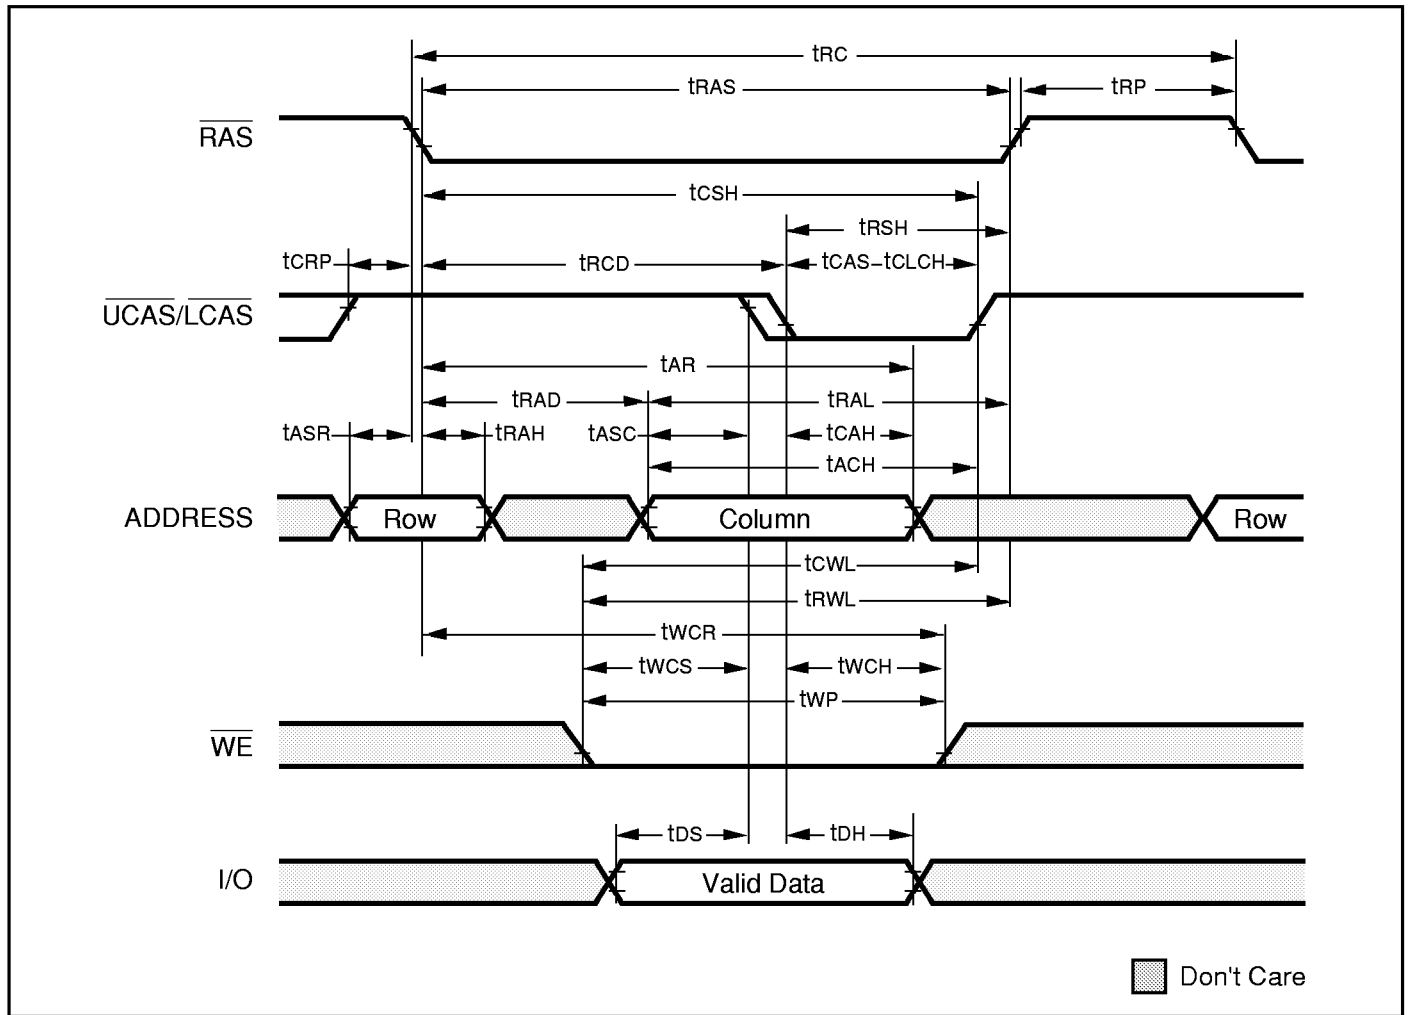 tRC
tRAS
tRP
RAS
tCSH
tRSH
tCRP
tRCD
tCAS-tCLCH
UCAS/LCAS
tAR
tRAD
tRAL
tASR
tRAH
tASC
tCAH
tACH
ADDRESS
Row
Column
Row
tCWL
tRWL
tWCR
tWCS
tWCH
tWP
WE
tDS
tDH
I/O
Valid Data
Don't Care